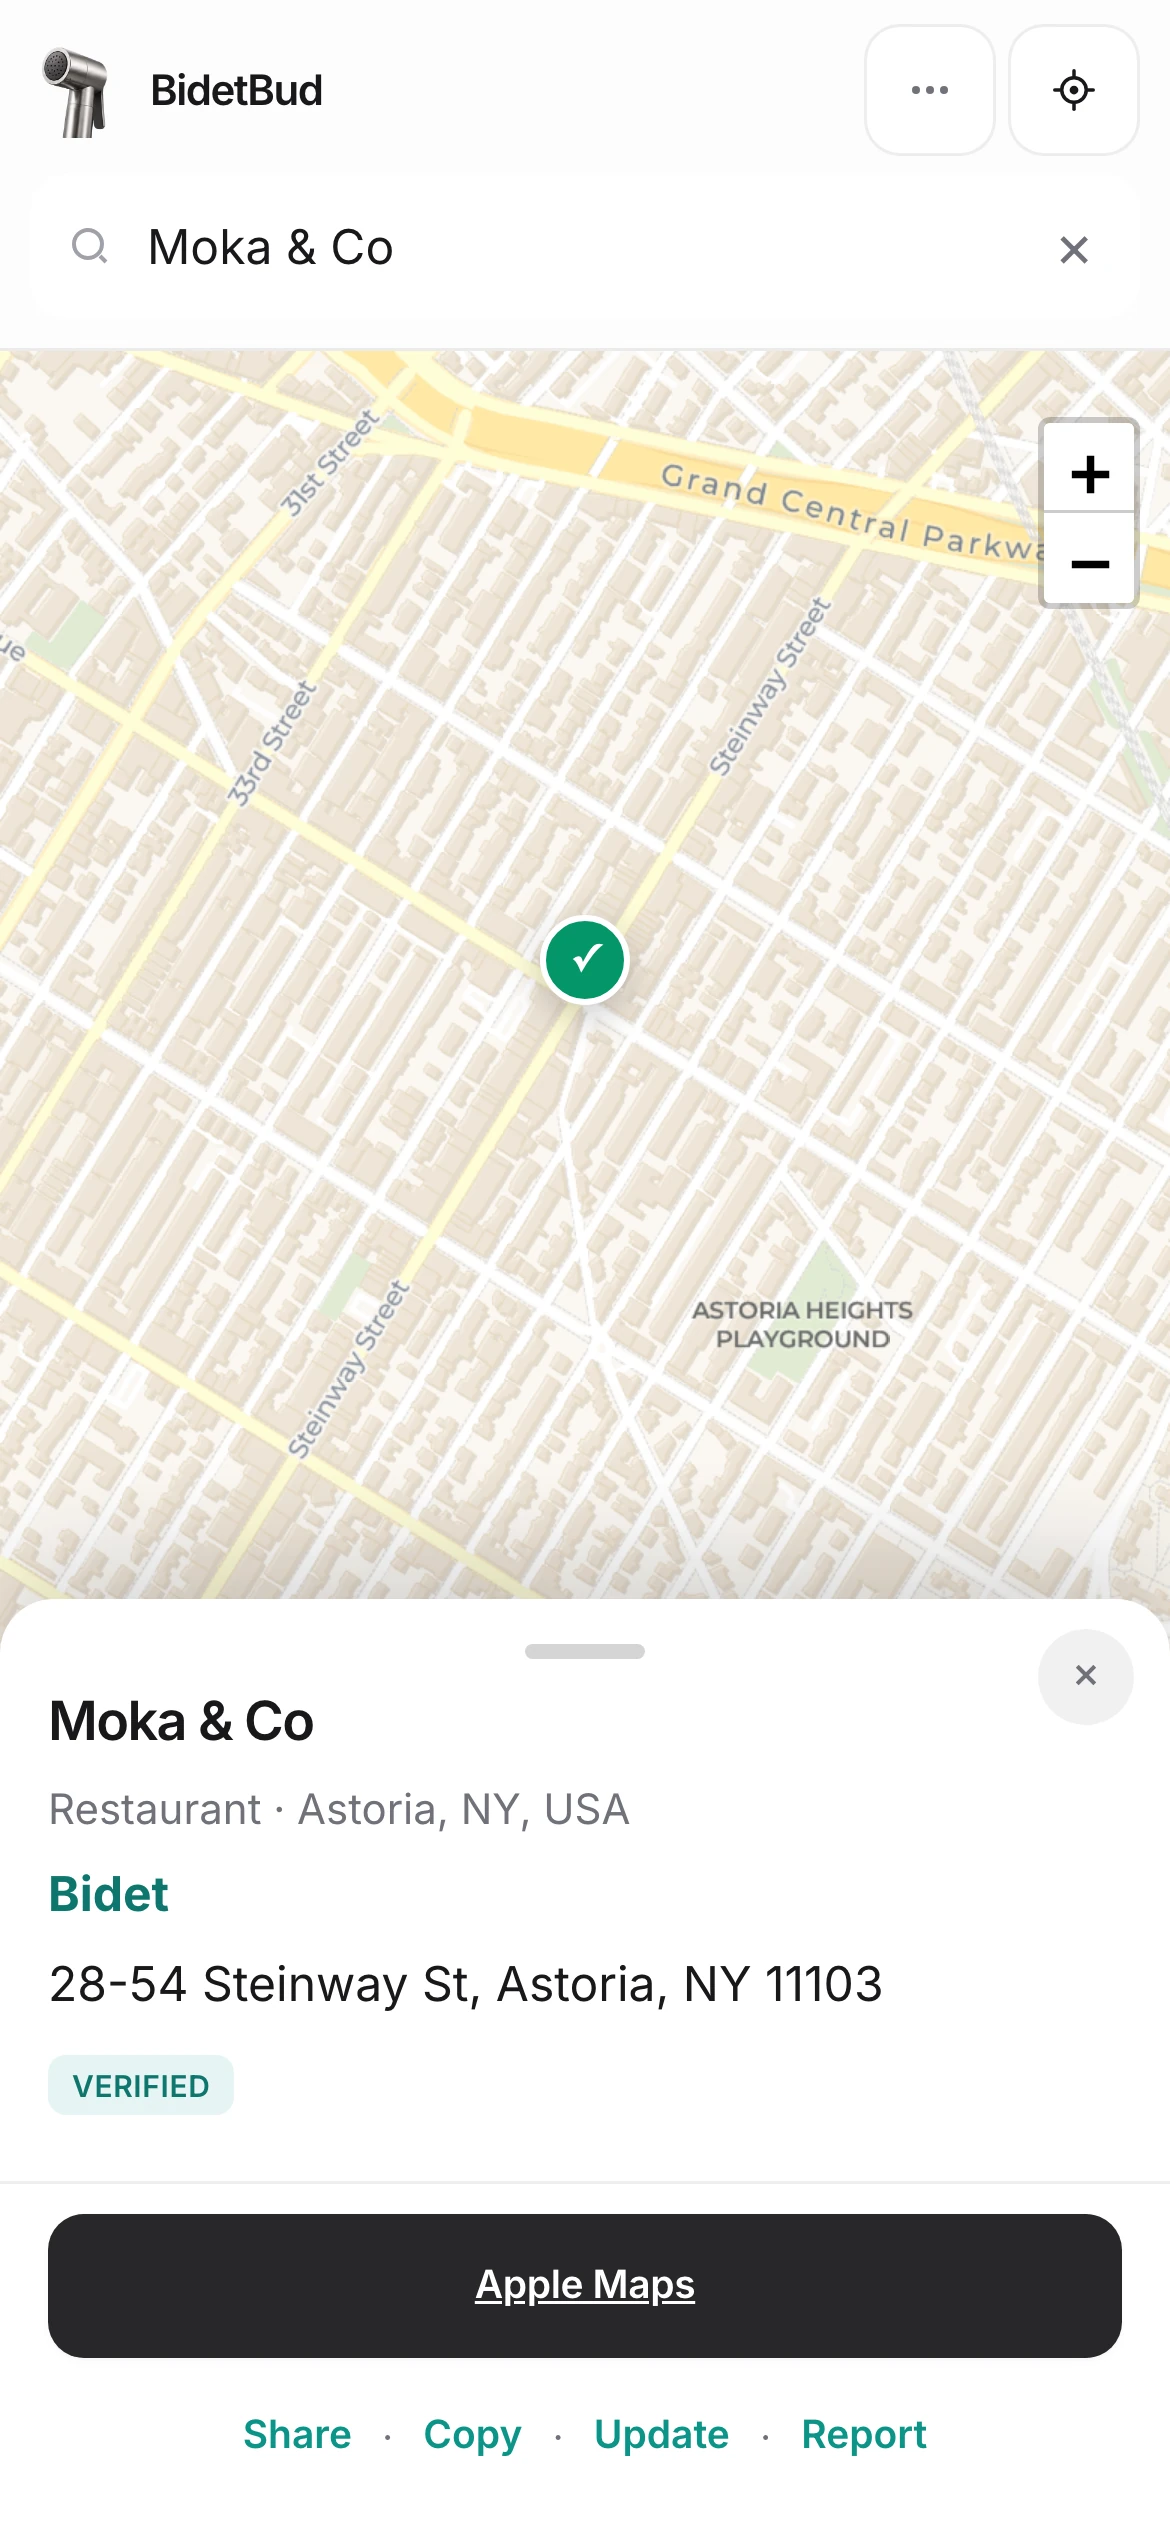 BidetBud
Moka & Co
31st Street
Grand Central Parkwa
+
−
ue
33rd Street
Steinway Street
ASTORIA HEIGHTS
PLAYGROUND
Steinway Street
Moka & Co
Restaurant · Astoria, NY, USA
Bidet
28-54 Steinway St, Astoria, NY 11103
VERIFIED
Apple Maps
Share · Copy · Update · Report